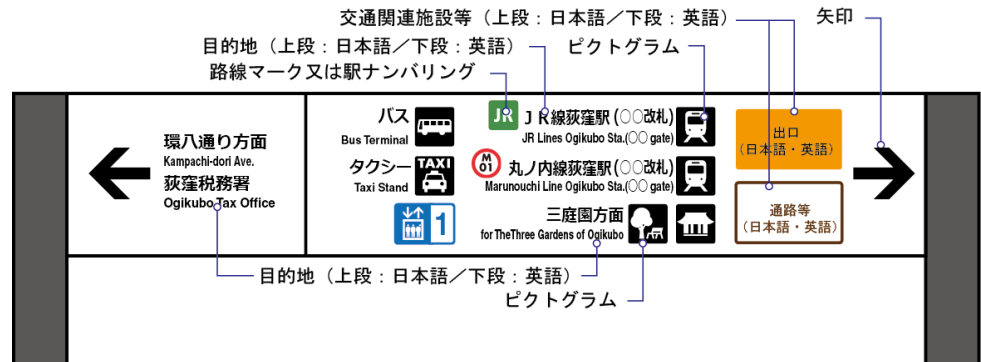 交通関連施設等（上段：日本語／下段：英語）
矢印
目的地（上段：日本語／下段：英語）
ピクトグラム
路線マーク又は駅ナンバリング
環八通り方面
Kampachi-dori Ave.
荻窪税務署
Ogikubo Tax Office
バス
Bus Terminal
タクシー
Taxi Stand
TAXI
1
JR
ＪＲ線荻窪駅(○○改札)
JR Lines Ogikubo Sta.(○○ gate)
M
01
丸ノ内線荻窪駅(○○改札)
Marunouchi Line Ogikubo Sta.(○○ gate)
三庭園方面
for TheThree Gardens of Ogikubo
出口
（日本語・英語）
通路等
（日本語・英語）
目的地（上段：日本語／下段：英語）
ピクトグラム